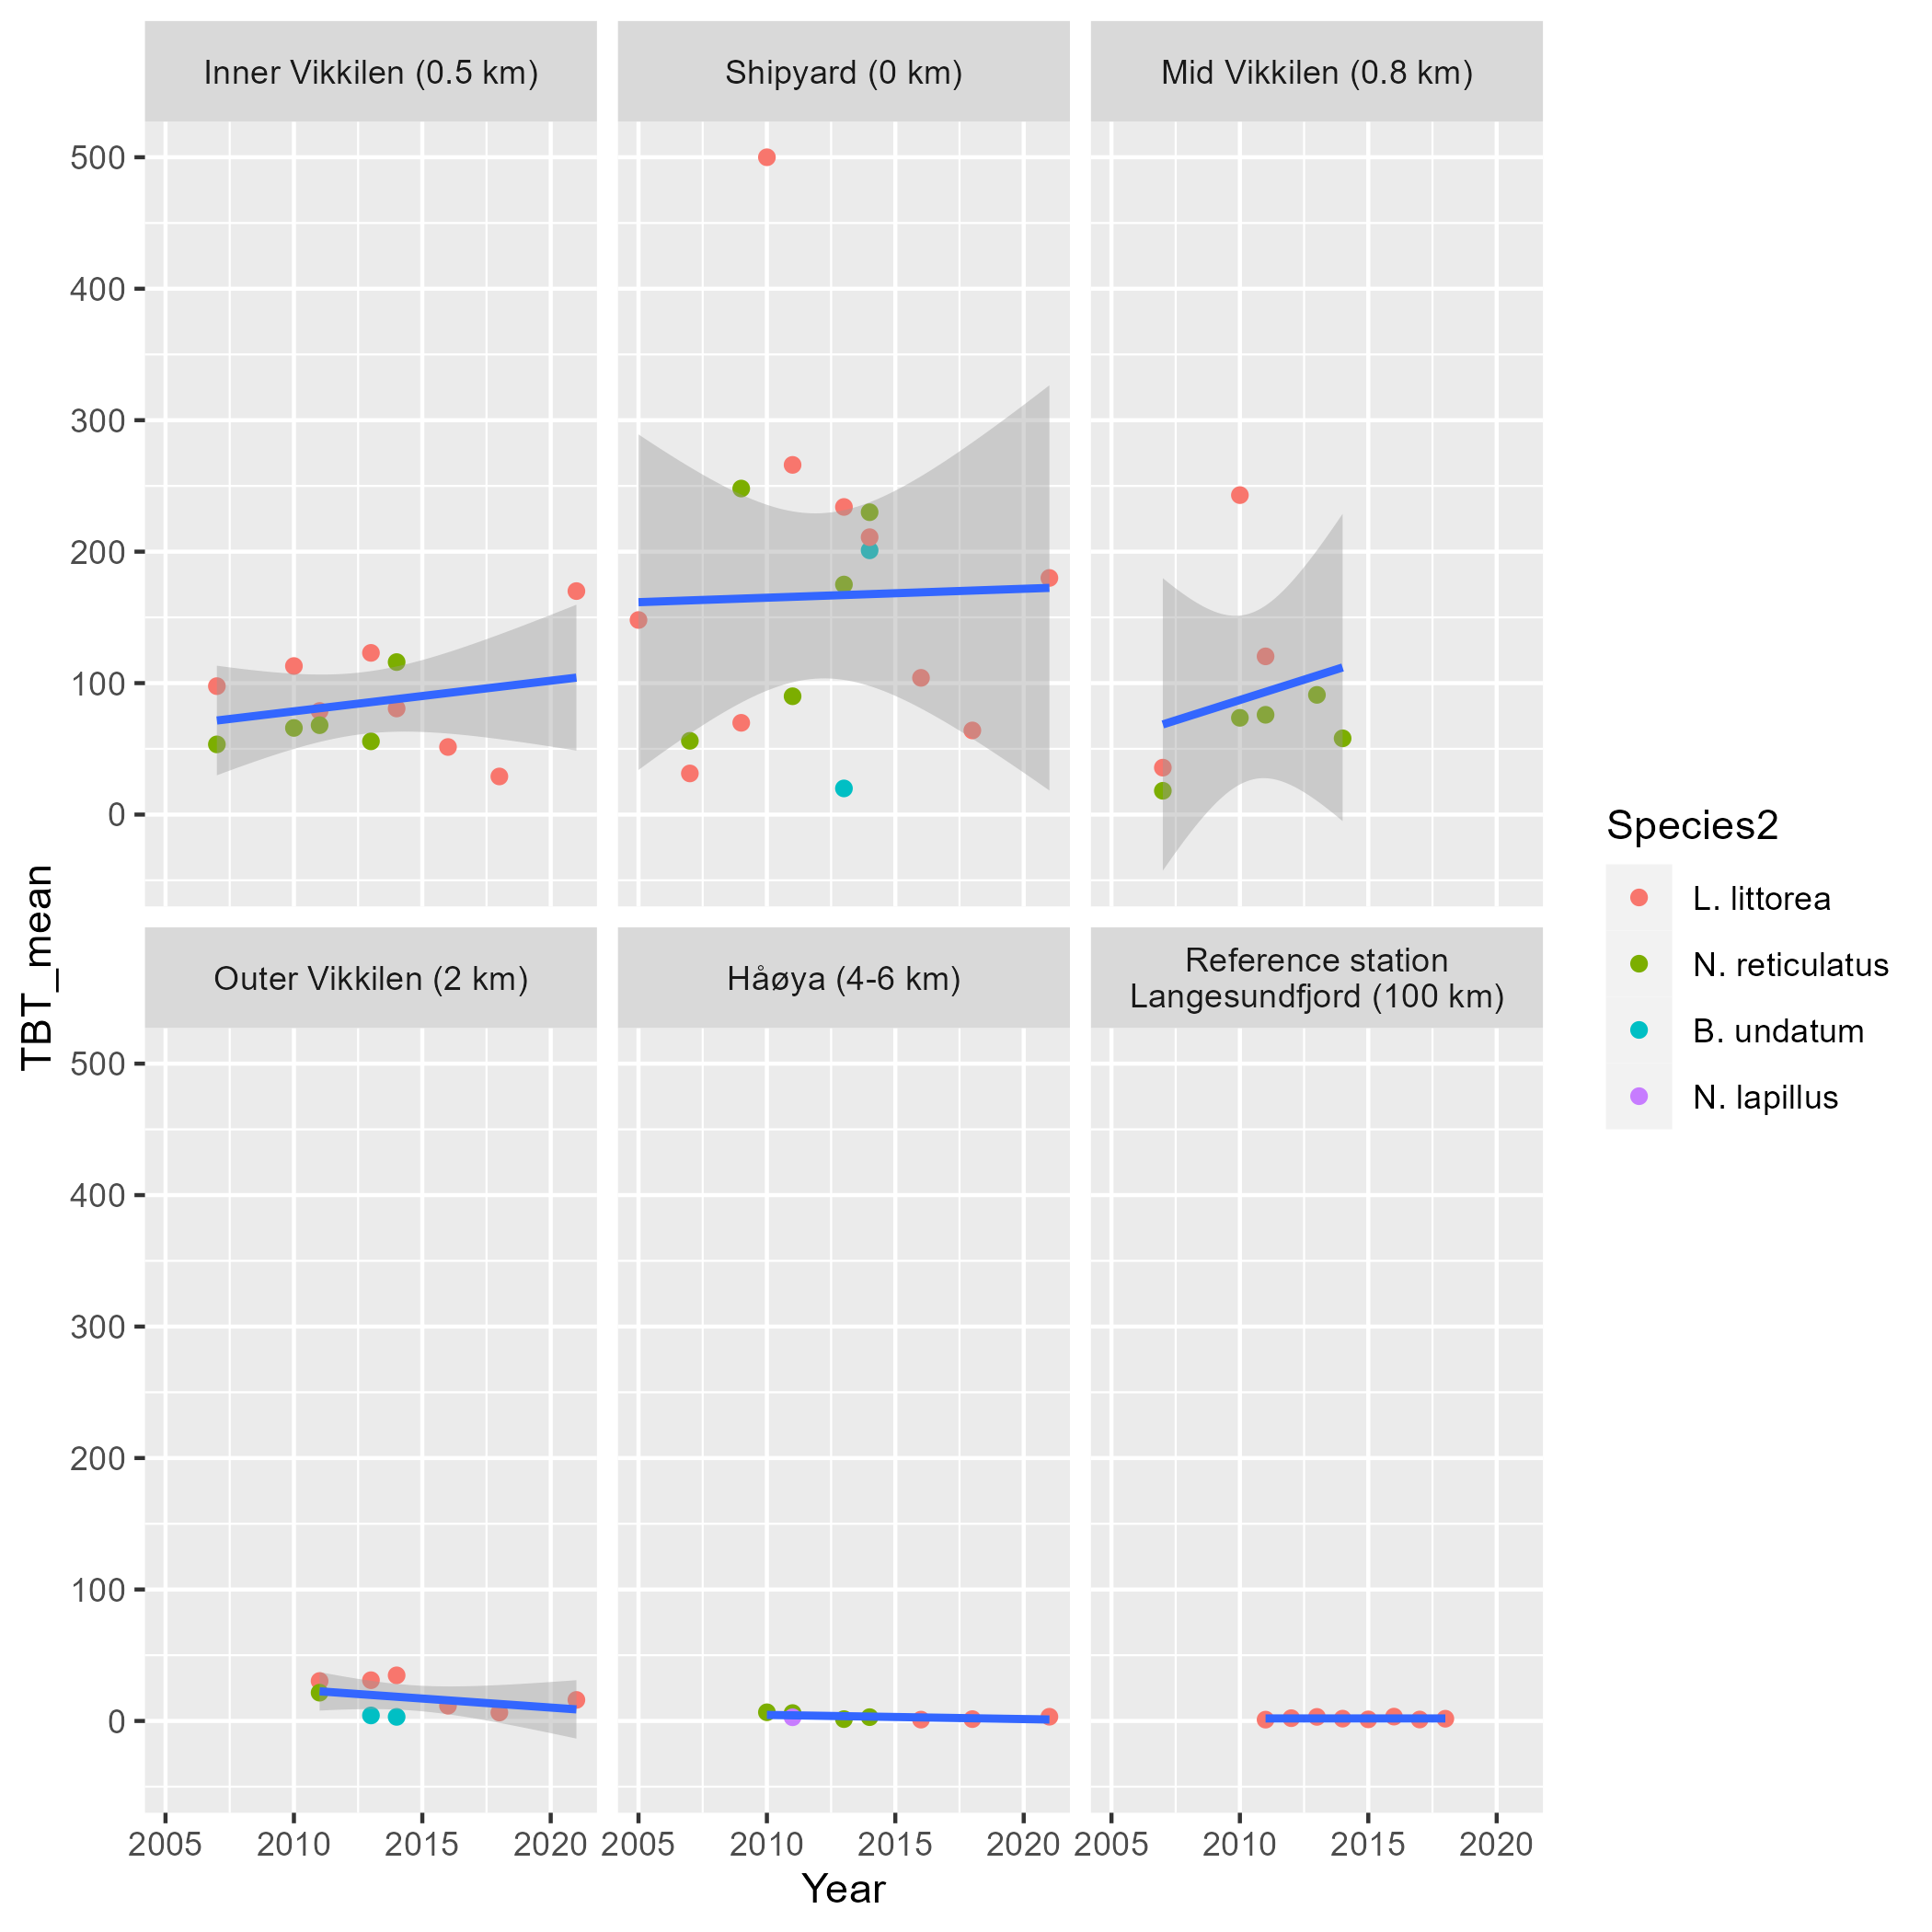 Inner Vikkilen (0.5 km)
Shipyard (0 km)
Mid Vikkilen (0.8 km)
500
400
300
200
100
0
TBT_mean
Outer Vikkilen (2 km)
Håøya (4-6 km)
Reference station
Langesundfjord (100 km)
500
400
300
200
100
0
2005 2010 2015 2020
2005 2010 2015 2020
2005 2010 2015 2020
Year
Species2
L. littorea
N. reticulatus
B. undatum
N. lapillus